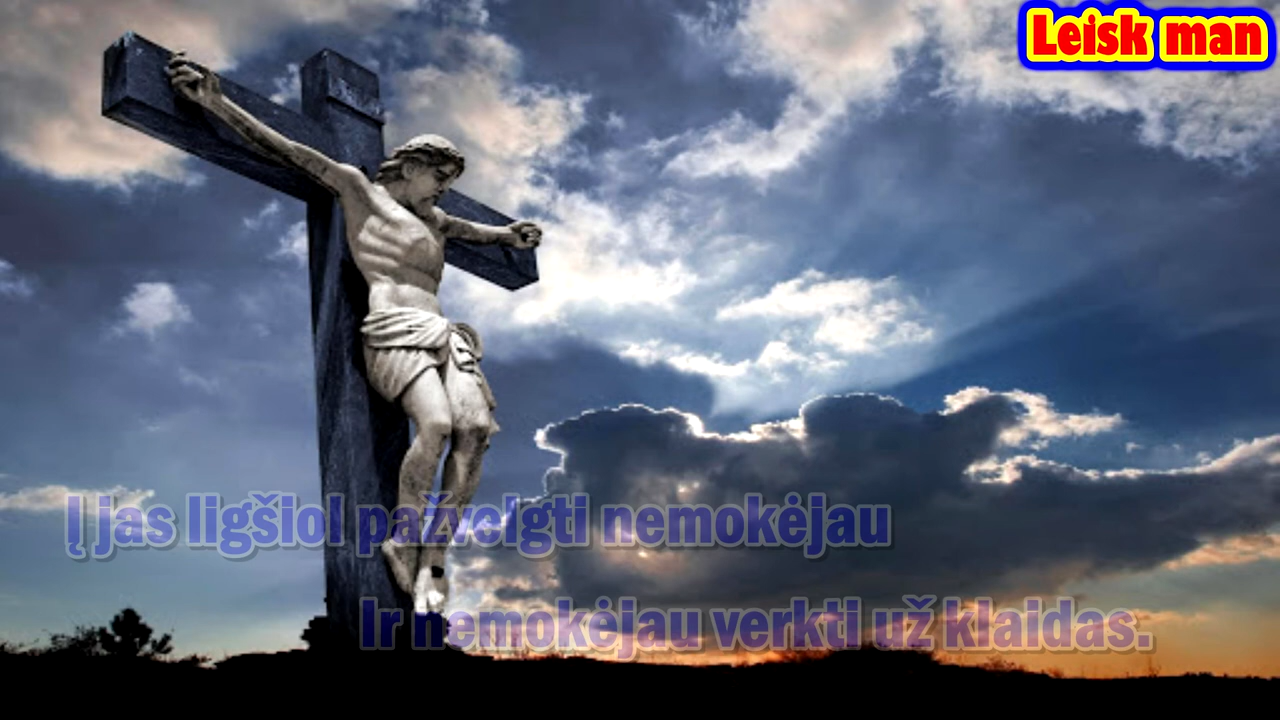 Leisk man
Į jas ligšiol pažvelgti nemokėjau
Ir nemokėjau verkti už klaidas.